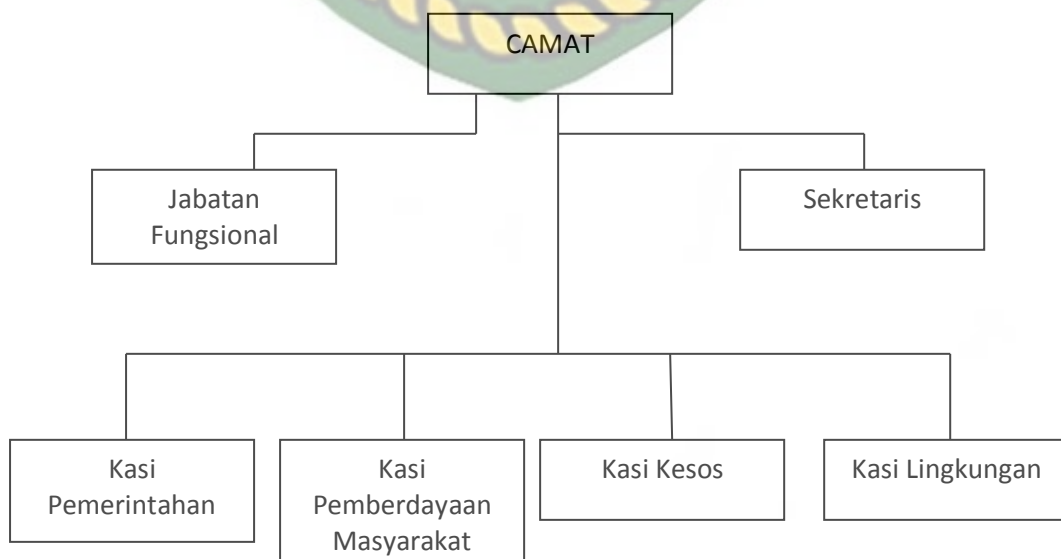 CAMAT
Jabatan
Fungsional
Sekretaris
Kasi
Pemerintahan
Kasi
Pemberdayaan
Masyarakat
Kasi Kesos
Kasi Lingkungan